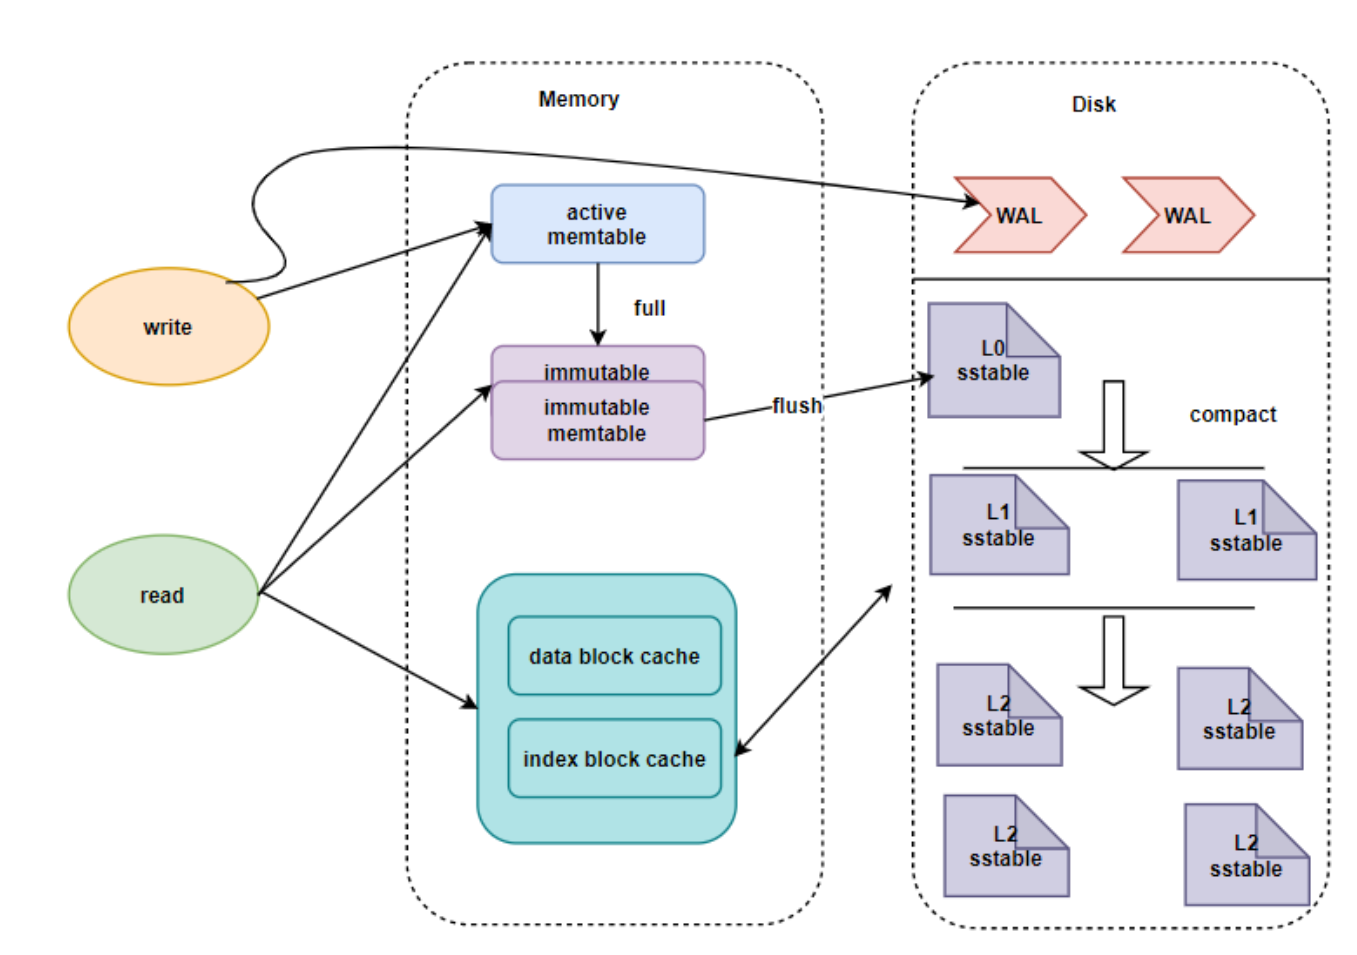 Memory
Disk
active
memtable
WAL
WAL
full
write
immutable
immutable
memtable
flush
L0
sstable
compact
L1
sstable
L1
sstable
read
data block cache
index block cache
L2
sstable
L2
sstable
L2
sstable
L2
sstable